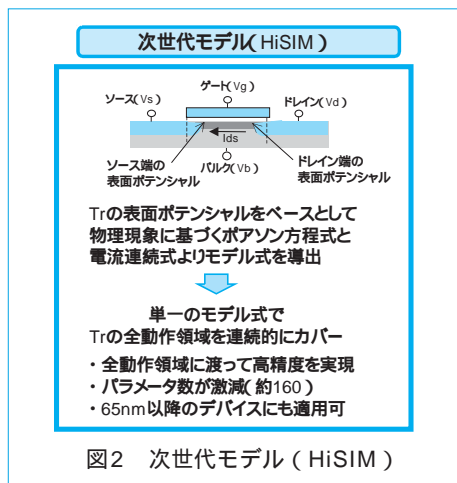 次世代モデル(HiSIM)
ゲート(Vg)
ソース(Vs)
ドレイン(Vd)
Ids
ソース端の
表面ポテンシャル
バルク(Vb)
ドレイン端の
表面ポテンシャル
Trの表面ポテンシャルをベースとして
物理現象に基づくポアソン方程式と
電流連続式よりモデル式を導出
単一のモデル式で
Trの全動作領域を連続的にカバー
・全動作領域に渡って高精度を実現
・パラメータ数が激減(約160)
・65nm以降のデバイスにも適用可
図2 次世代モデル(HiSIM)